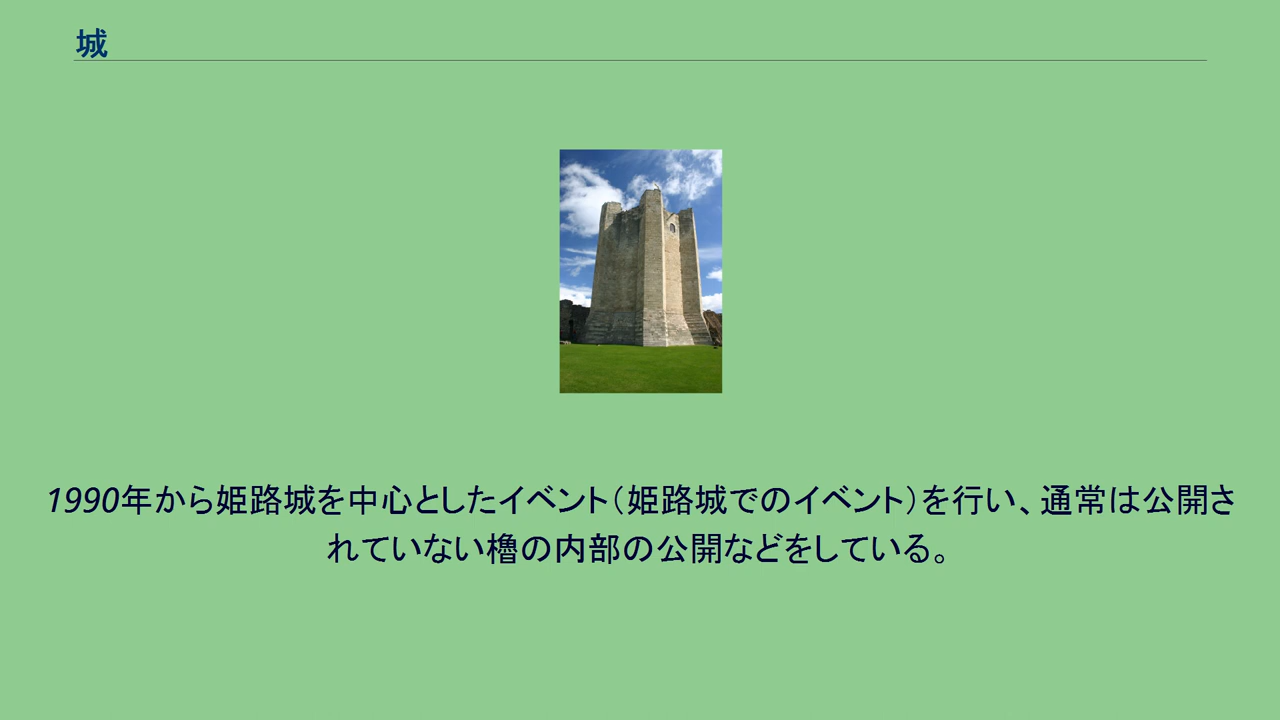 城
1990年から姫路城を中心としたイベント（姫路城でのイベント）を行い、通常は公開さ
れていない櫓の内部の公開などをしている。